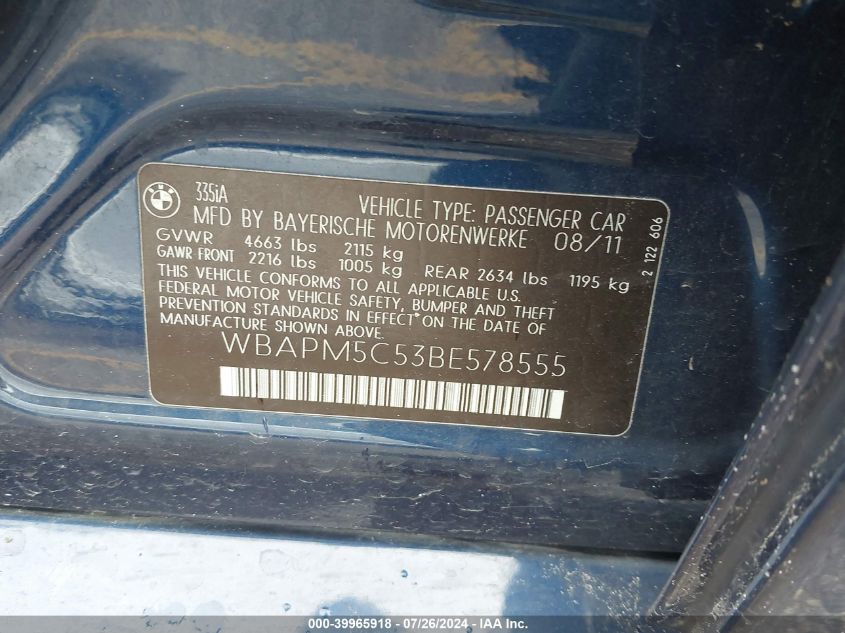 BMW
335iA
VEHICLE TYPE: PASSENGER CAR
MFD BY BAYERISCHE MOTORENWERKE 08/11
GVWR 4663 lbs 2115 kg
GAWR FRONT 2216 lbs 1005 kg REAR 2634 lbs 1195 kg
THIS VEHICLE CONFORMS TO ALL APPLICABLE U.S.
FEDERAL MOTOR VEHICLE SAFETY, BUMPER AND THEFT
PREVENTION STANDARDS IN EFFECT ON THE DATE OF
MANUFACTURE SHOWN ABOVE.
WBAPM5C53BE578555
2 122 606
000-39965918 - 07/26/2024 - IAAI.COM